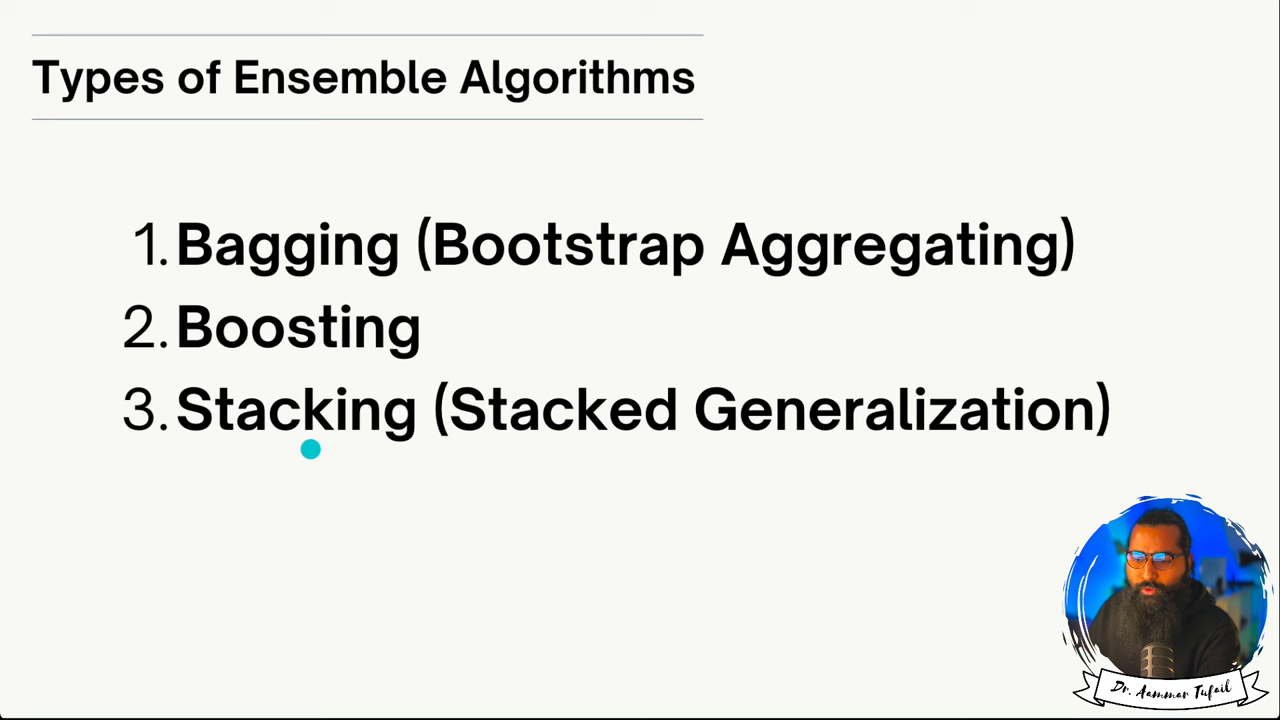 Types of Ensemble Algorithms
1. Bagging (Bootstrap Aggregating)
2. Boosting
3. Stacking (Stacked Generalization)
Dr. Aammar Tufail